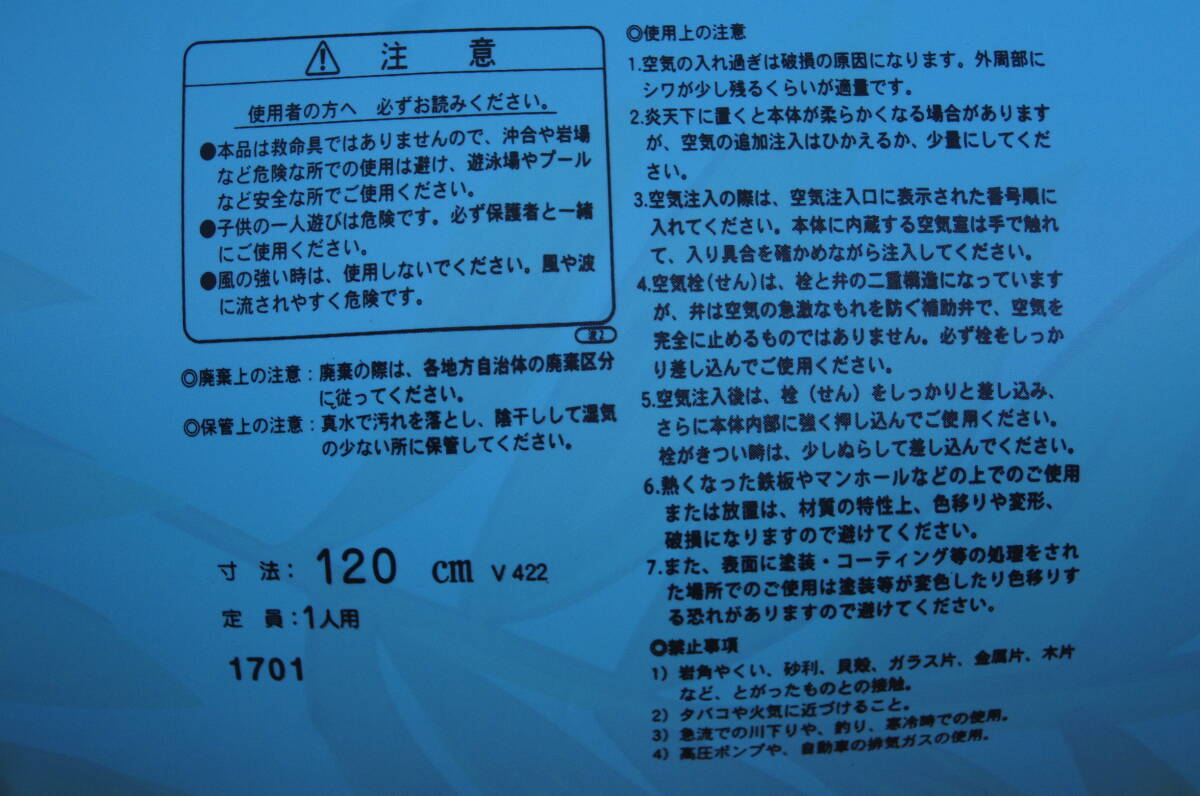 注 意
使用者の方へ 必ずお読みください。
●本品は救命具ではありませんので、沖合や岩場
など危険な所での使用は避け、遊泳場やプール
など安全な所でご使用ください。
●子供の一人遊びは危険です。必ず保護者と一緒
にご使用ください。
●風の強い時は、使用しないでください。風や波
に流されやすく危険です。
◎廃棄上の注意：廃棄の際は、各地方自治体の廃棄区分
に従ってください。
◎保管上の注意：真水で汚れを落とし、陰干しして湿気
の少ない所に保管してください。
寸 法：120 cm V422
定 員：1人用
1701
◎使用上の注意
1.空気の入れ過ぎは破損の原因になります。外周部に
シワが少し残るくらいが適量です。
2.炎天下に置くと本体が柔らかくなる場合があります
が、空気の追加注入はひかえるか、少量にしてくだ
さい。
3.空気注入の際は、空気注入口に表示された番号順に
入れてください。本体に内蔵する空気室は手で触れ
て、入り具合を確かめながら注入してください。
4.空気栓(せん)は、栓と弁の二重構造になっています
が、弁は空気の急激なもれを防ぐ補助弁で、空気を
完全に止めるものではありません。必ず栓をしっか
り差し込んでご使用ください。
5.空気注入後は、栓（せん）をしっかりと差し込み、
さらに本体内部に強く押し込んでご使用ください。
栓がきつい時は、少しぬらして差し込んでください。
6.熱くなった鉄板やマンホールなどの上でのご使用
または放置は、材質の特性上、色移りや変形、
破損になりますので避けてください。
7.また、表面に塗装・コーティング等の処理をされ
た場所でのご使用は塗装等が変色したり色移りす
る恐れがありますので避けてください。
◎禁止事項
1）岩角やくい、砂利、貝殻、ガラス片、金属片、木片
など、とがったものとの接触。
2）タバコや火気に近づけること。
3）急流での川下りや、釣り、寒冷時での使用。
4）高圧ポンプや、自動車の排気ガスの使用。